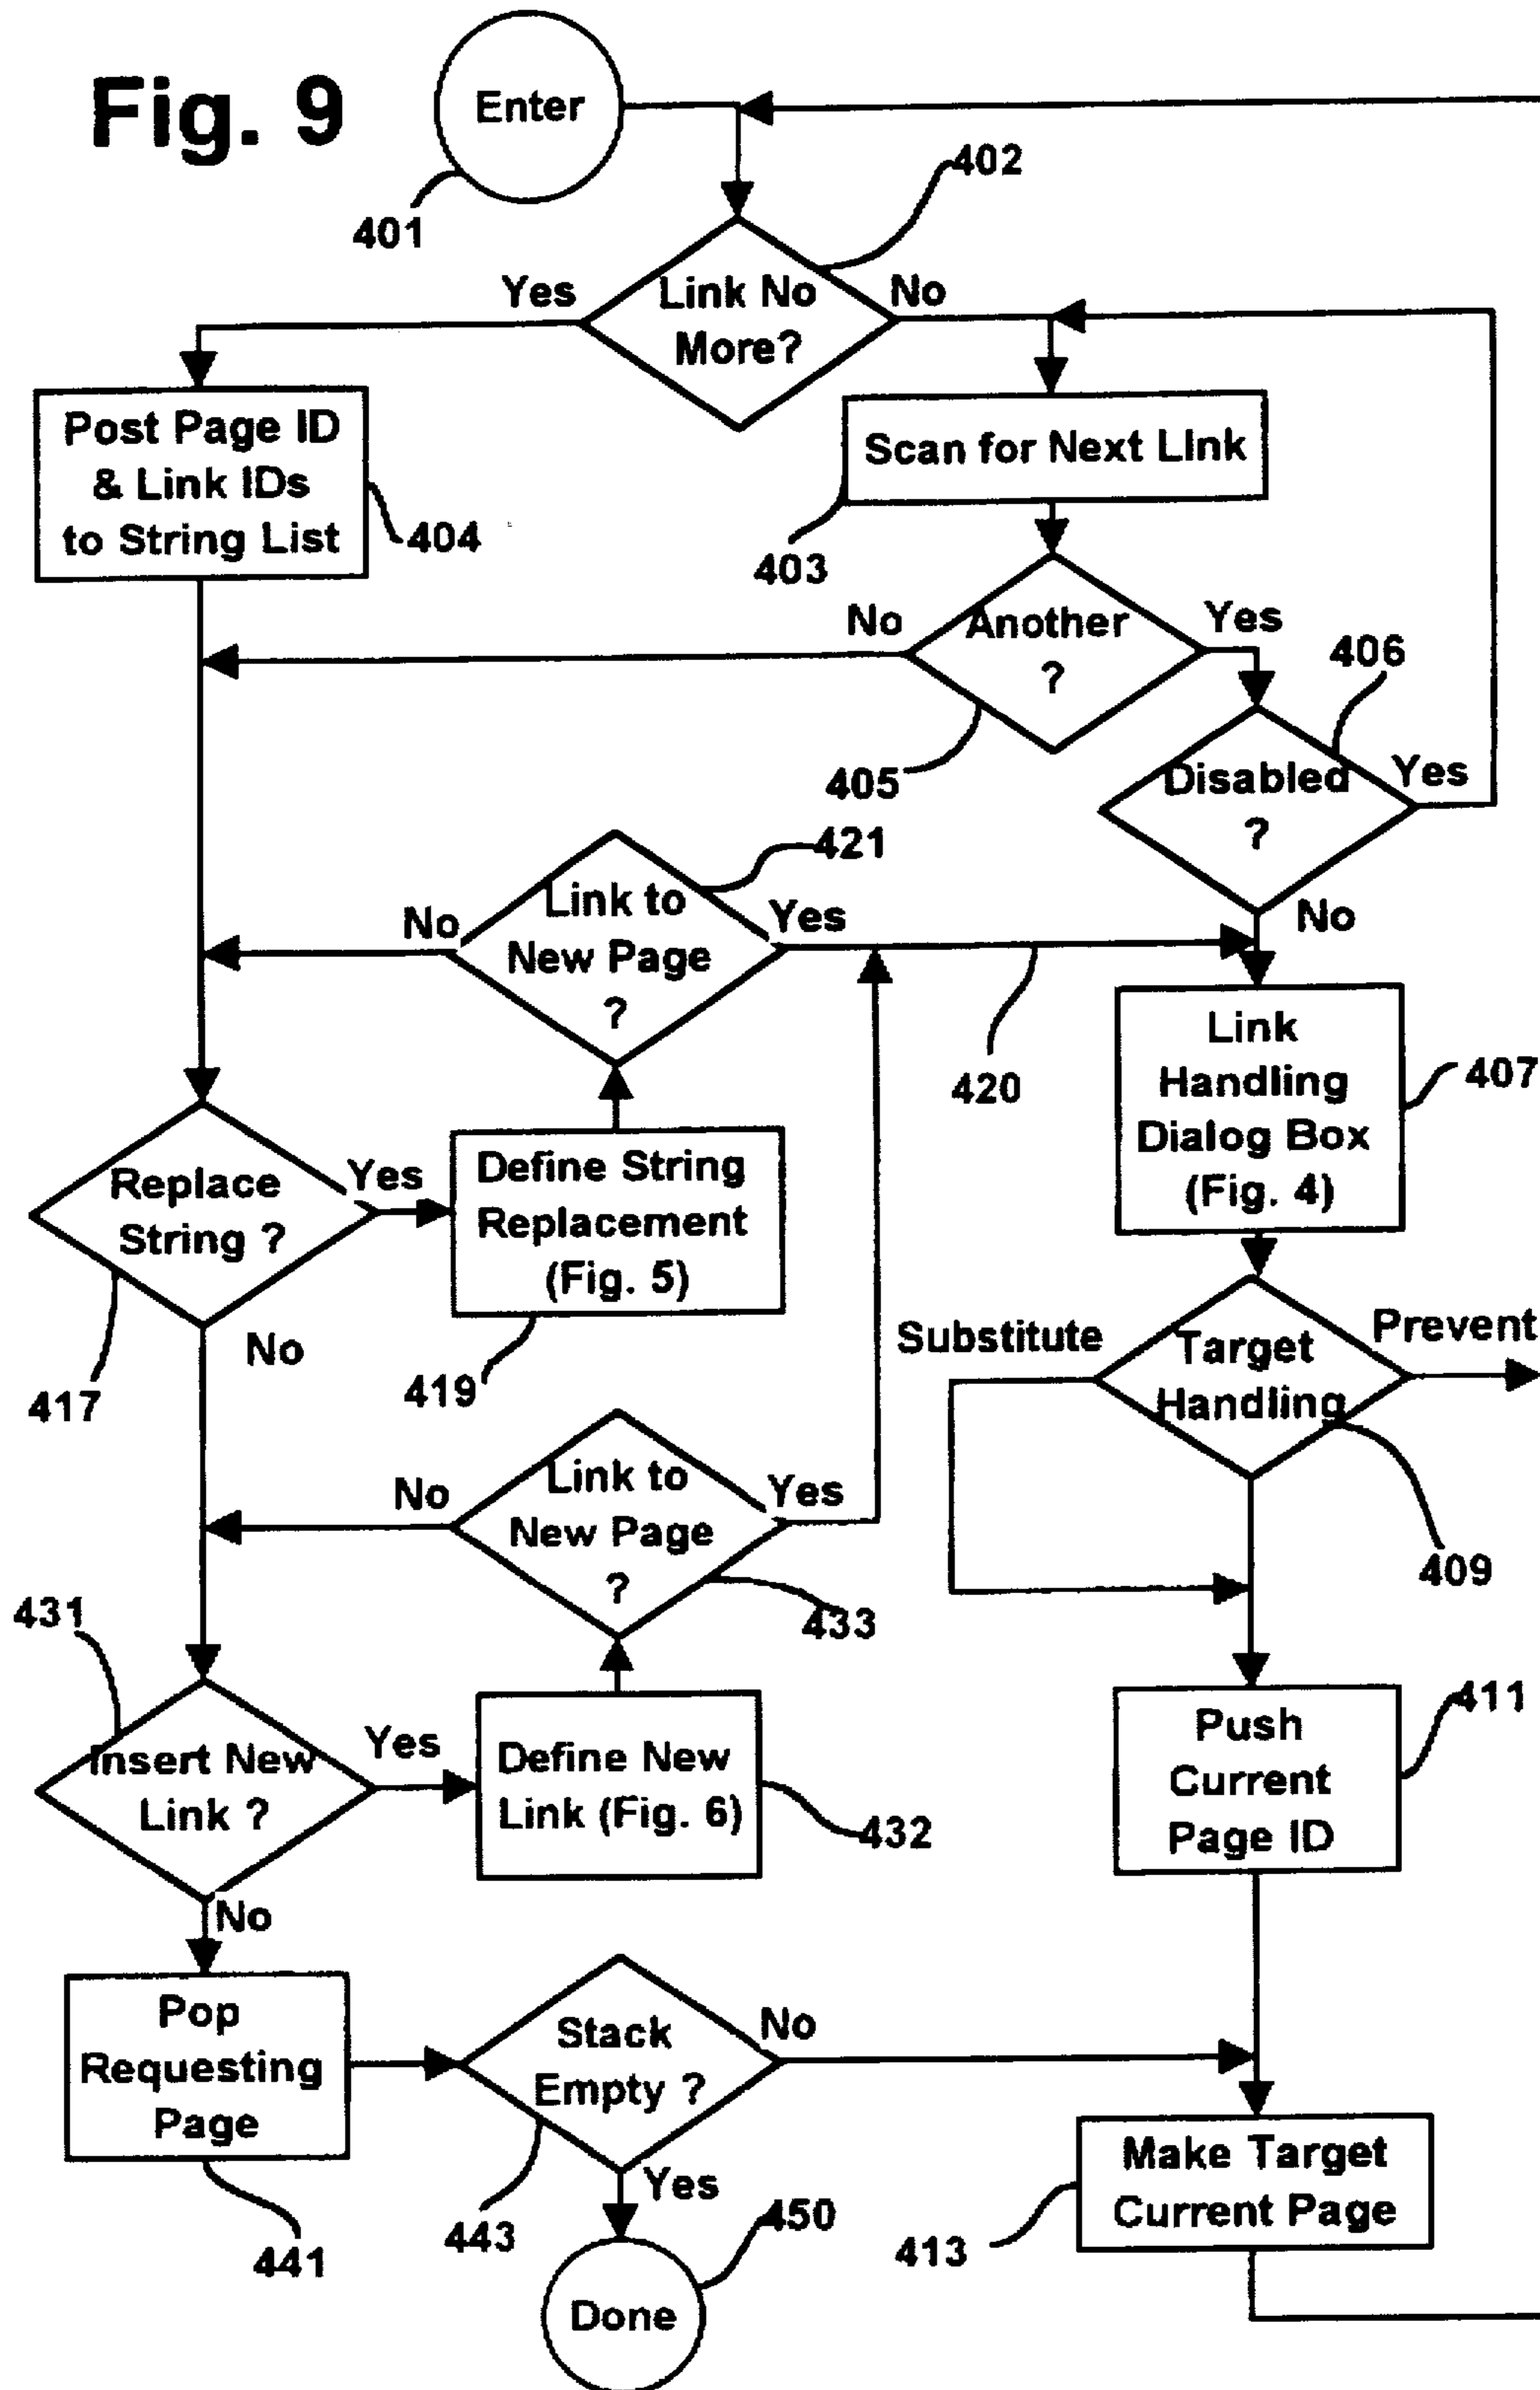 Fig. 9
Enter
401
402
Yes
Link No
More?
No
Post Page ID
& Link IDs
to String List
404
Scan for Next LInk
403
No
Another
?
Yes
405
406
Disabled
?
Yes
No
421
No
Link to
New Page
?
Yes
420
Link
Handling
Dialog Box
(Fig. 4)
407
Replace
String ?
Yes
No
417
Define String
Replacement
(Fig. 5)
419
Substitute
Target
Handling
Prevent
409
No
Link to
New Page
?
Yes
433
431
Insert New
Link ?
Yes
No
Define New
Link (Fig. 6)
432
Push
Current
Page ID
411
Pop
Requesting
Page
441
Stack
Empty ?
No
Yes
443
450
Done
Make Target
Current Page
413